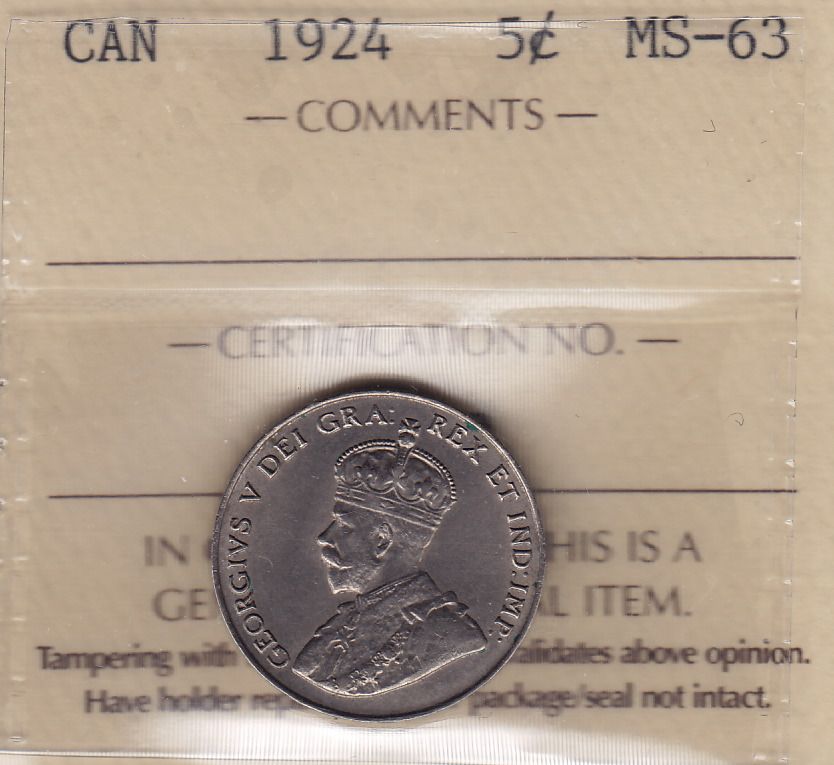 CAN 1924 5¢ MS-63
— COMMENTS —
— CERTIFICATION NO. —
GEORGIVS V DEI GRA: REX ET IND: IMP:
IN HIS IS A
GE L ITEM.
Tampering with alidates above opinion.
Have holder rep package/seal not intact.